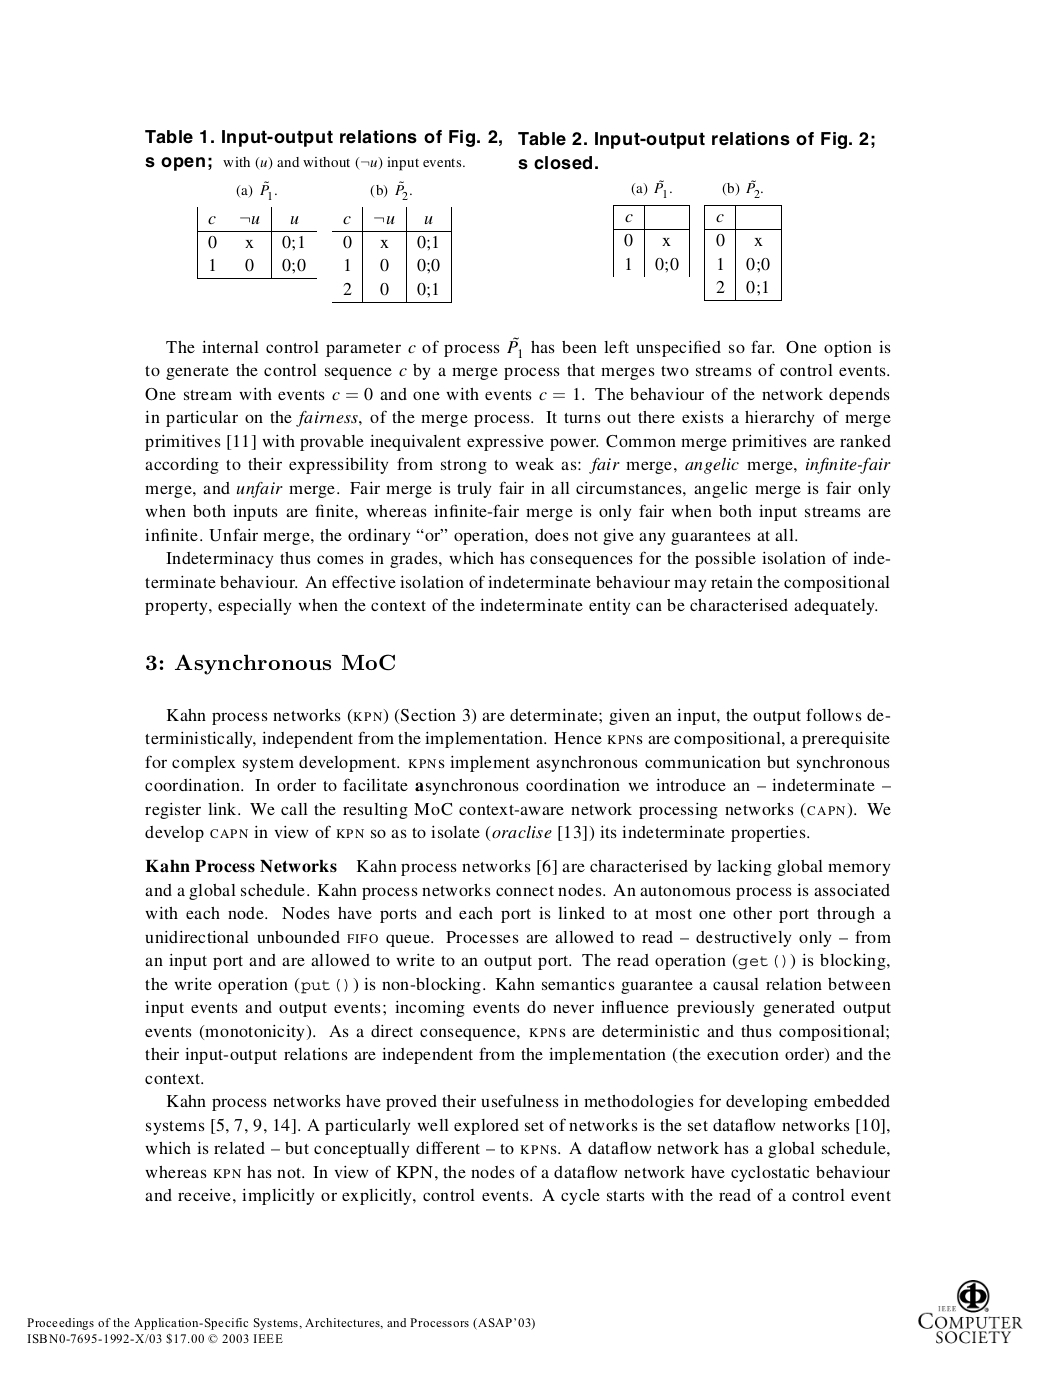 Table 1. Input-output relations of Fig. 2,
s open; with (u) and without (¬u) input events.
(a) P̃1. (b) P̃2.
c ¬u u
0 x 0;1
1 0 0;0
c ¬u u
0 x 0;1
1 0 0;0
2 0 0;1
Table 2. Input-output relations of Fig. 2;
s closed.
(a) P̃1. (b) P̃2.
c
0 x
1 0;0
c
0 x
1 0;0
2 0;1
The internal control parameter c of process P̃1 has been left unspecified so far. One option is
to generate the control sequence c by a merge process that merges two streams of control events.
One stream with events c = 0 and one with events c = 1. The behaviour of the network depends
in particular on the fairness, of the merge process. It turns out there exists a hierarchy of merge
primitives [11] with provable inequivalent expressive power. Common merge primitives are ranked
according to their expressibility from strong to weak as: fair merge, angelic merge, infinite-fair
merge, and unfair merge. Fair merge is truly fair in all circumstances, angelic merge is fair only
when both inputs are finite, whereas infinite-fair merge is only fair when both input streams are
infinite. Unfair merge, the ordinary “or” operation, does not give any guarantees at all.
Indeterminacy thus comes in grades, which has consequences for the possible isolation of inde-
terminate behaviour. An effective isolation of indeterminate behaviour may retain the compositional
property, especially when the context of the indeterminate entity can be characterised adequately.
3: Asynchronous MoC
Kahn process networks (KPN) (Section 3) are determinate; given an input, the output follows de-
terministically, independent from the implementation. Hence KPNs are compositional, a prerequisite
for complex system development. KPNs implement asynchronous communication but synchronous
coordination. In order to facilitate asynchronous coordination we introduce an – indeterminate –
register link. We call the resulting MoC context-aware network processing networks (CAPN). We
develop CAPN in view of KPN so as to isolate (oraclise [13]) its indeterminate properties.
Kahn Process Networks Kahn process networks [6] are characterised by lacking global memory
and a global schedule. Kahn process networks connect nodes. An autonomous process is associated
with each node. Nodes have ports and each port is linked to at most one other port through a
unidirectional unbounded FIFO queue. Processes are allowed to read – destructively only – from
an input port and are allowed to write to an output port. The read operation (get()) is blocking,
the write operation (put()) is non-blocking. Kahn semantics guarantee a causal relation between
input events and output events; incoming events do never influence previously generated output
events (monotonicity). As a direct consequence, KPNs are deterministic and thus compositional;
their input-output relations are independent from the implementation (the execution order) and the
context.
Kahn process networks have proved their usefulness in methodologies for developing embedded
systems [5, 7, 9, 14]. A particularly well explored set of networks is the set dataflow networks [10],
which is related – but conceptually different – to KPNs. A dataflow network has a global schedule,
whereas KPN has not. In view of KPN, the nodes of a dataflow network have cyclostatic behaviour
and receive, implicitly or explicitly, control events. A cycle starts with the read of a control event
Proceedings of the Application-Specific Systems, Architectures, and Processors (ASAP’03)
ISBN0-7695-1992-X/03 $17.00 © 2003 IEEE
IEEE
COMPUTER
SOCIETY